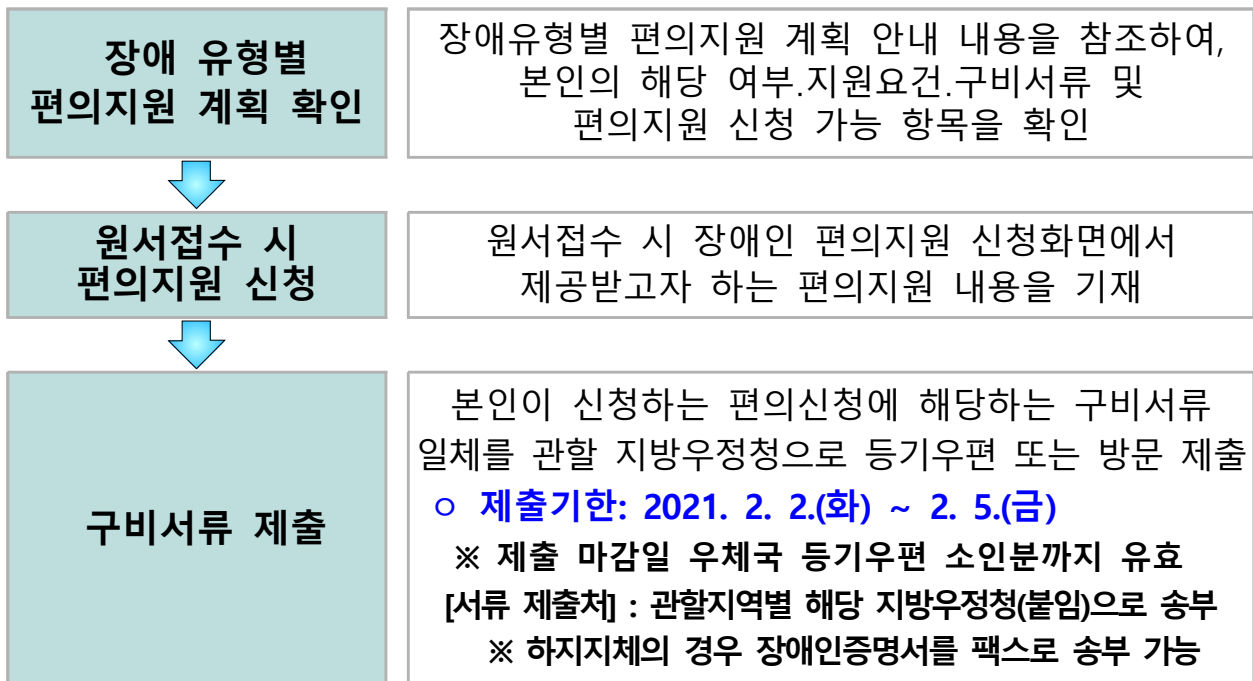 장애 유형별
편의지원 계획 확인
장애유형별 편의지원 계획 안내 내용을 참조하여,
본인의 해당 여부.지원요건.구비서류 및
편의지원 신청 가능 항목을 확인
원서접수 시
편의지원 신청
원서접수 시 장애인 편의지원 신청화면에서
제공받고자 하는 편의지원 내용을 기재
구비서류 제출
본인이 신청하는 편의신청에 해당하는 구비서류
일체를 관할 지방우정청으로 등기우편 또는 방문 제출
ㅇ 제출기한: 2021. 2. 2.(화) ~ 2. 5.(금)
※ 제출 마감일 우체국 등기우편 소인분까지 유효
[서류 제출처] : 관할지역별 해당 지방우정청(붙임)으로 송부
※ 하지지체의 경우 장애인증명서를 팩스로 송부 가능